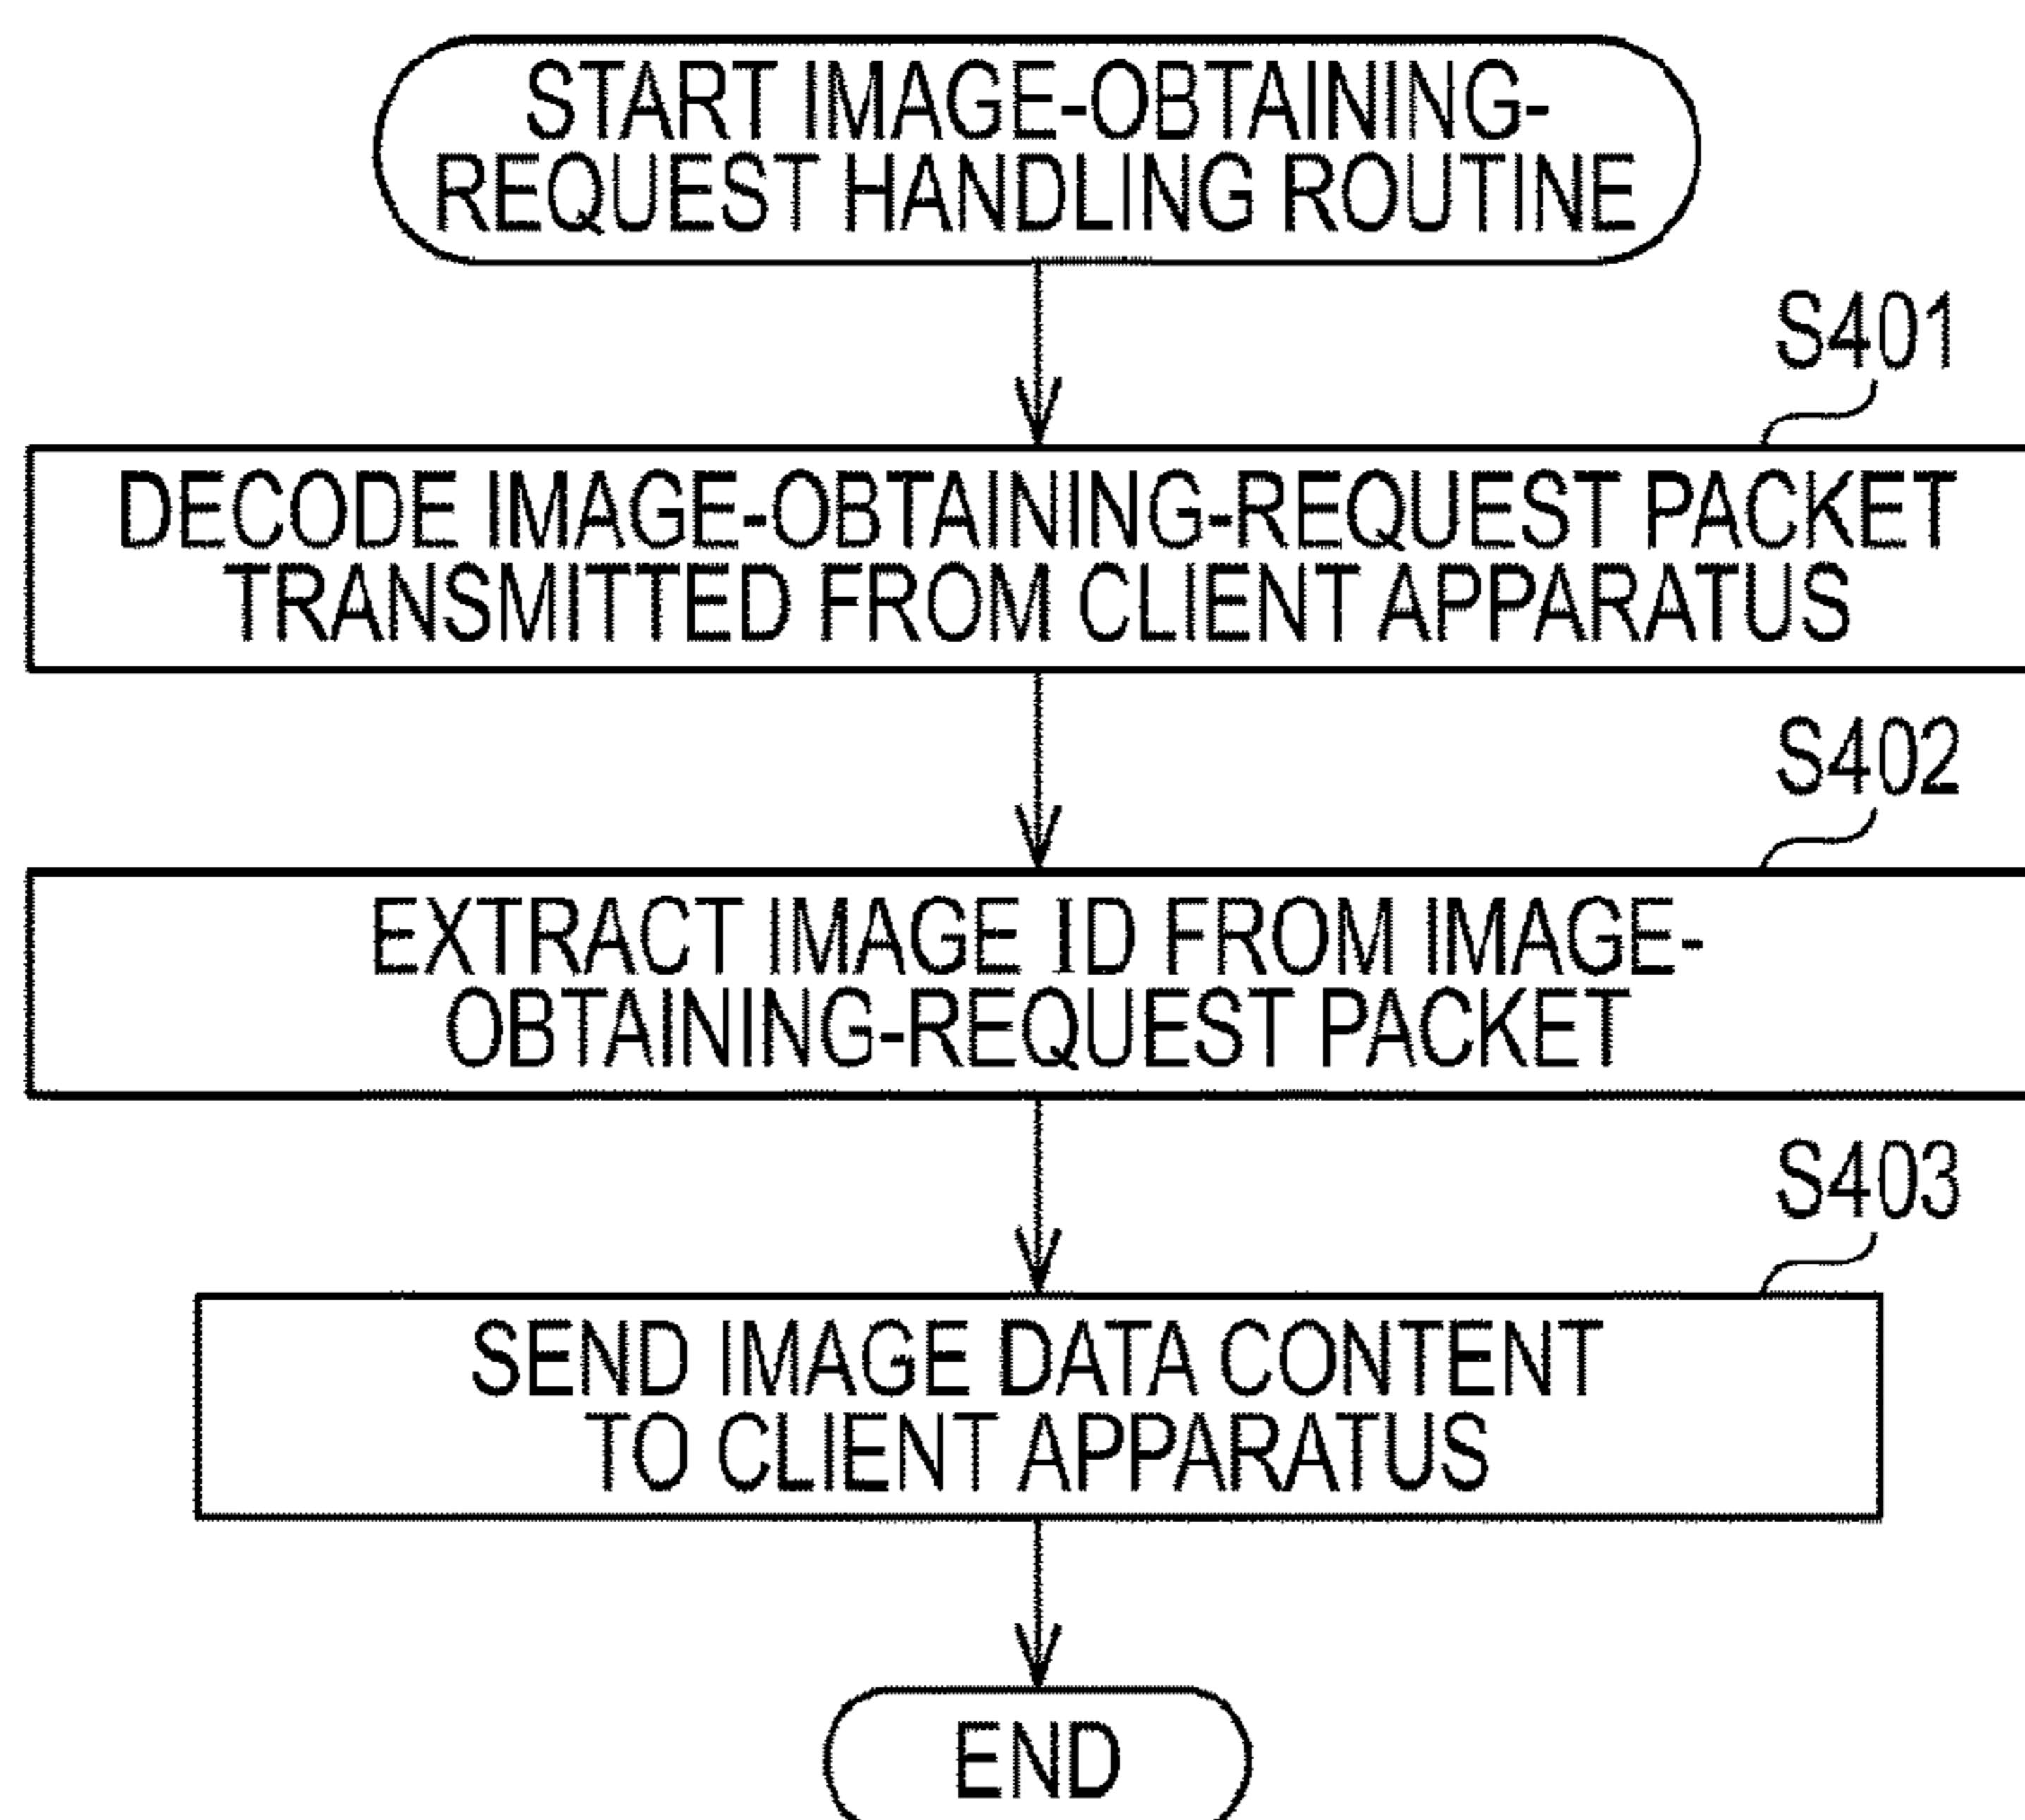 START IMAGE-OBTAINING-
REQUEST HANDLING ROUTINE
S401
DECODE IMAGE-OBTAINING-REQUEST PACKET
TRANSMITTED FROM CLIENT APPARATUS
S402
EXTRACT IMAGE ID FROM IMAGE-
OBTAINING-REQUEST PACKET
S403
SEND IMAGE DATA CONTENT
TO CLIENT APPARATUS
END